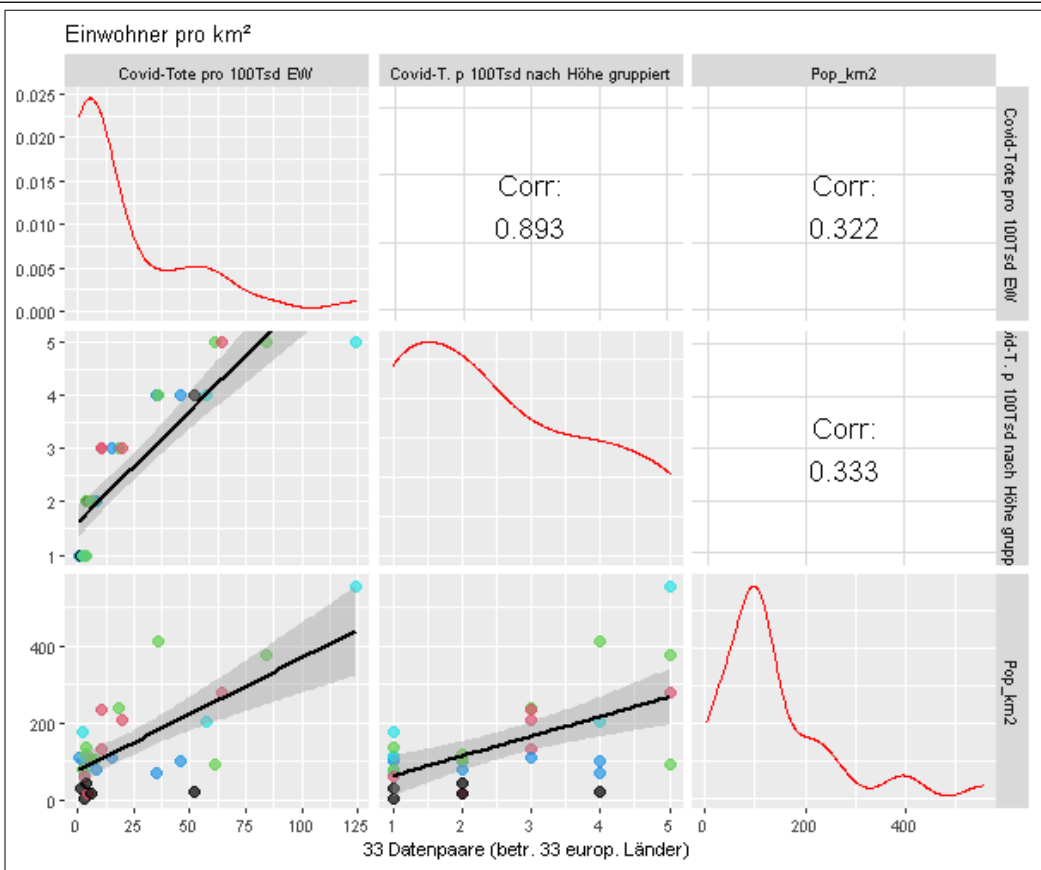 Einwohner pro km²
Covid-Tote pro 100Tsd EW
Covid-T. p 100Tsd nach Höhe gruppiert
Pop_km2
0.025
0.020
0.015
0.010
0.005
0.000
Corr:
0.893
Corr:
0.322
Covid-Tote pro 100Tsd EW
5
4
3
2
1
Corr:
0.333
vid-T. p 100Tsd nach Höhe grupp
400
200
0
Pop_km2
0
25
50
75
100
125
1
2
3
4
5
0
200
400
33 Datenpaare (betr. 33 europ. Länder)